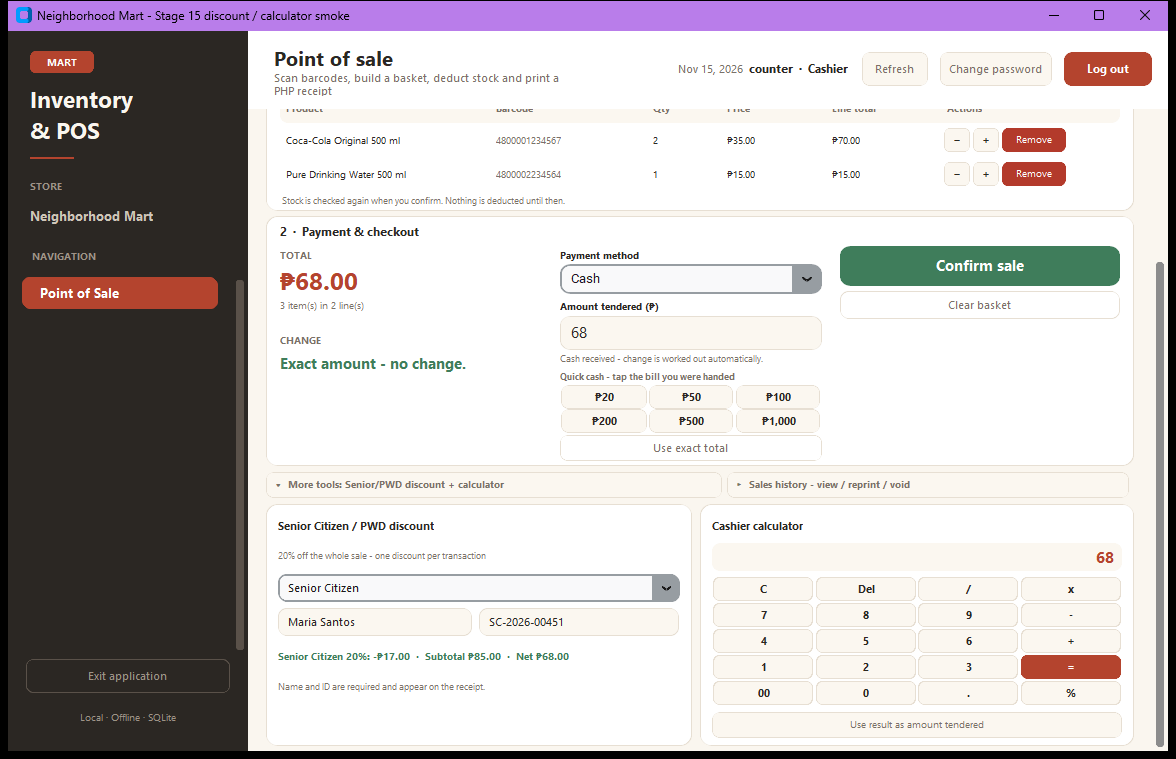 Neighborhood Mart - Stage 15 discount / calculator smoke
MART
Inventory
& POS
STORE
Neighborhood Mart
NAVIGATION
Point of Sale
Exit application
Local · Offline · SQLite
Point of sale
Scan barcodes, build a basket, deduct stock and print a
PHP receipt
Nov 15, 2026 counter · Cashier
Refresh
Change password
Log out
Product Barcode Qty Price Line total Actions
Coca-Cola Original 500 ml 4800001234567 2 ₱35.00 ₱70.00 − + Remove
Pure Drinking Water 500 ml 4800002234564 1 ₱15.00 ₱15.00 − + Remove
Stock is checked again when you confirm. Nothing is deducted until then.
2 · Payment & checkout
TOTAL
₱68.00
3 item(s) in 2 line(s)
CHANGE
Exact amount - no change.
Payment method
Cash
Amount tendered (₱)
68
Cash received - change is worked out automatically.
Quick cash - tap the bill you were handed
₱20 ₱50 ₱100
₱200 ₱500 ₱1,000
Use exact total
Confirm sale
Clear basket
More tools: Senior/PWD discount + calculator
Sales history - view / reprint / void
Senior Citizen / PWD discount
20% off the whole sale - one discount per transaction
Senior Citizen
Maria Santos SC-2026-00451
Senior Citizen 20%: -₱17.00 · Subtotal ₱85.00 · Net ₱68.00
Name and ID are required and appear on the receipt.
Cashier calculator
68
C Del / x
7 8 9 -
4 5 6 +
1 2 3 =
00 0 . %
Use result as amount tendered